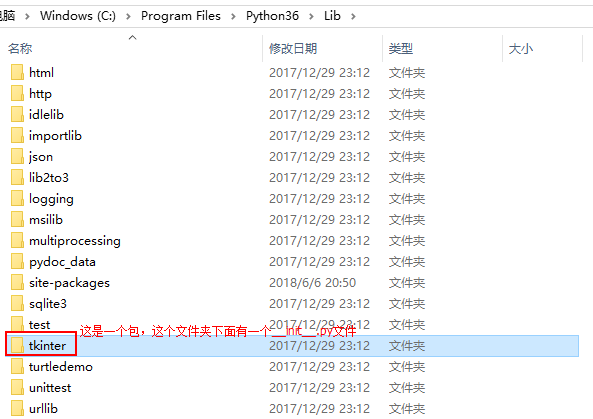 电脑 > Windows (C:) > Program Files > Python36 > Lib >
名称 修改日期 类型 大小
html 2017/12/29 23:12 文件夹
http 2017/12/29 23:12 文件夹
idlelib 2017/12/29 23:12 文件夹
importlib 2017/12/29 23:12 文件夹
json 2017/12/29 23:12 文件夹
lib2to3 2017/12/29 23:12 文件夹
logging 2017/12/29 23:12 文件夹
msilib 2017/12/29 23:12 文件夹
multiprocessing 2017/12/29 23:12 文件夹
pydoc_data 2017/12/29 23:12 文件夹
site-packages 2018/6/6 20:50 文件夹
sqlite3 2017/12/29 23:12 文件夹
test 2017/12/29 23:12 文件夹
这是一个包，这个文件夹下面有一个__init__.py文件
tkinter 2017/12/29 23:12 文件夹
turtledemo 2017/12/29 23:12 文件夹
unittest 2017/12/29 23:12 文件夹
urllib 2017/12/29 23:12 文件夹